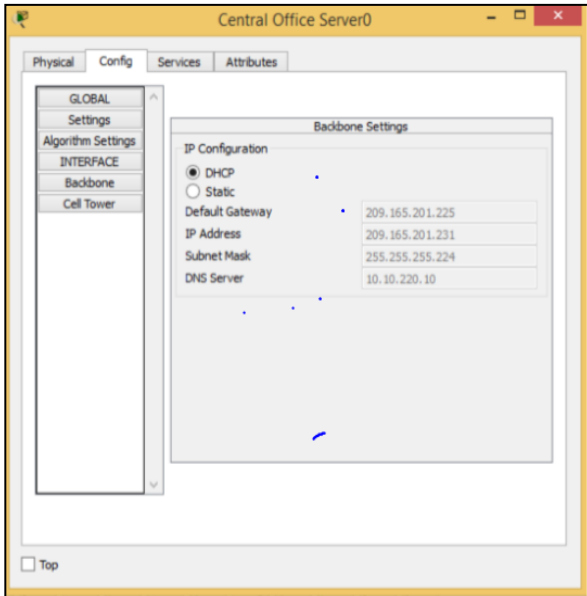 Central Office Server0
Physical Config Services Attributes
GLOBAL
Settings
Algorithm Settings
INTERFACE
Backbone
Cell Tower
Backbone Settings
IP Configuration
DHCP
Static
Default Gateway 209.165.201.225
IP Address 209.165.201.231
Subnet Mask 255.255.255.224
DNS Server 10.10.220.10
Top